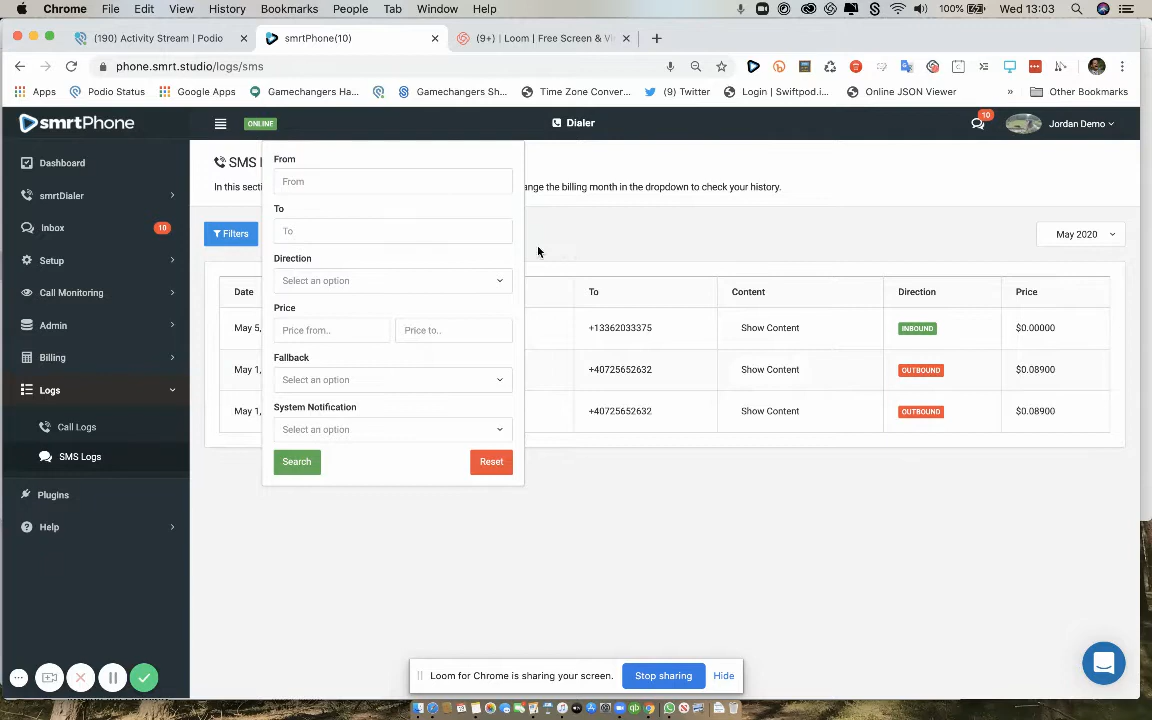 Chrome File Edit View History Bookmarks People Tab Window Help 100% Wed 13:03
(190) Activity Stream | Podio smrtPhone(10) (9+) | Loom | Free Screen & Vi
phone.smrt.studio/logs/sms
Apps Podio Status Google Apps Gamechangers Ha... Gamechangers Sh... Time Zone Conver... (9) Twitter Login | Swiftpod.i... Online JSON Viewer » Other Bookmarks
smrtPhone ONLINE Dialer 10 Jordan Demo
Dashboard
smrtDialer
Inbox 10
Setup
Call Monitoring
Admin
Billing
Logs
Call Logs
SMS Logs
Plugins
Help
SMS
In this secti ange the billing month in the dropdown to check your history.
Filters May 2020
From
From
To
To
Direction
Select an option
Price
Price from.. Price to..
Fallback
Select an option
System Notification
Select an option
Search Reset
Date To Content Direction Price
May 5, +13362033375 Show Content INBOUND $0.00000
May 1, +40725652632 Show Content OUTBOUND $0.08900
May 1, +40725652632 Show Content OUTBOUND $0.08900
Loom for Chrome is sharing your screen. Stop sharing Hide